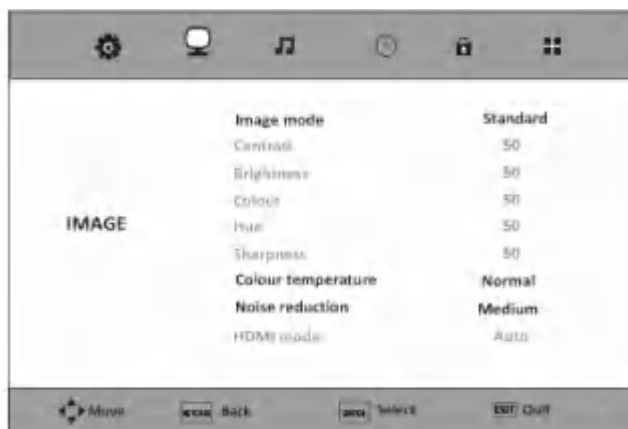 Image mode Standard
Contrast 50
Brightness 50
Colour 50
IMAGE
Hue 50
Sharpness 50
Colour temperature Normal
Noise reduction Medium
HDMI mode Auto
Move Back Select EXIT Quit